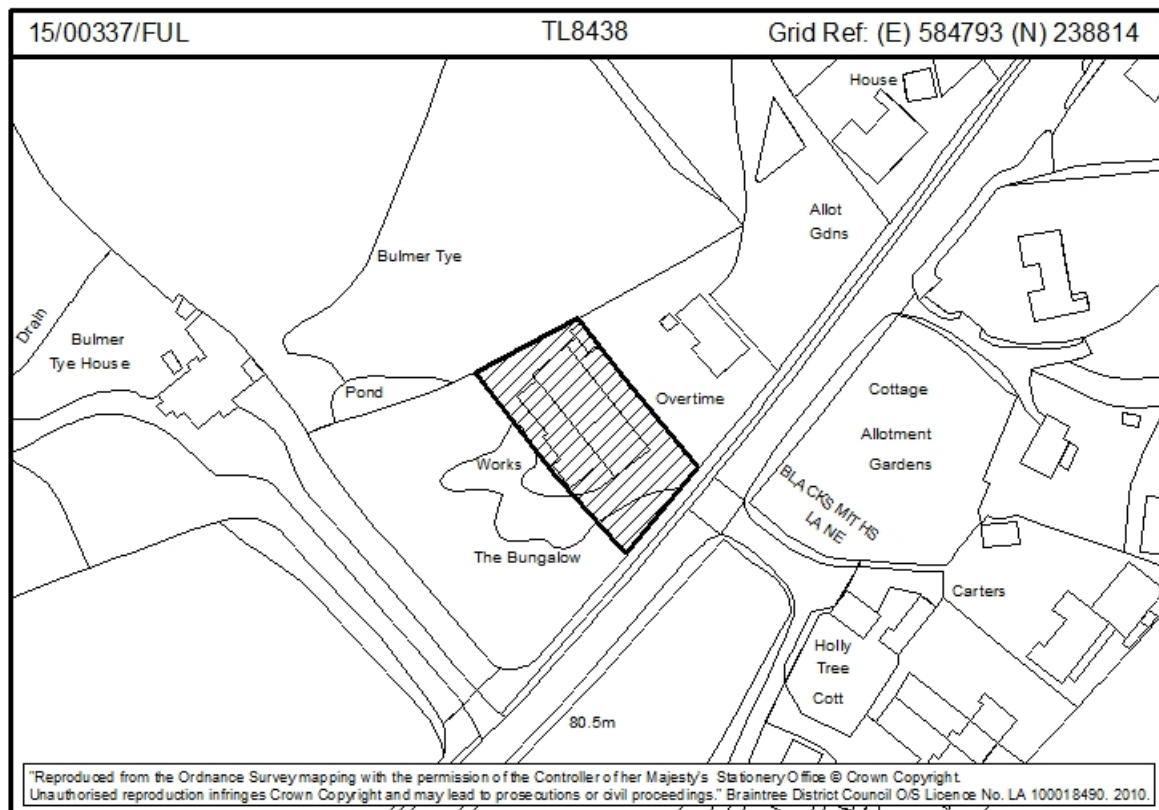 15/00337/FUL TL8438 Grid Ref: (E) 584793 (N) 238814
House
Allot
Gdns
Bulmer Tye
Drain
Bulmer
Tye House
Pond
Overtime
Cottage
Allotment
Gardens
Works
BLACKSMITHS
LANE
The Bungalow
Carters
Holly
Tree
Cott
80.5m
"Reproduced from the Ordnance Survey mapping with the permission of the Controller of her Majesty's Stationery Office © Crown Copyright.
Unauthorised reproduction infringes Crown Copyright and may lead to prosecutions or civil proceedings." Braintree District Council O/S Licence No. LA 100018490. 2010.